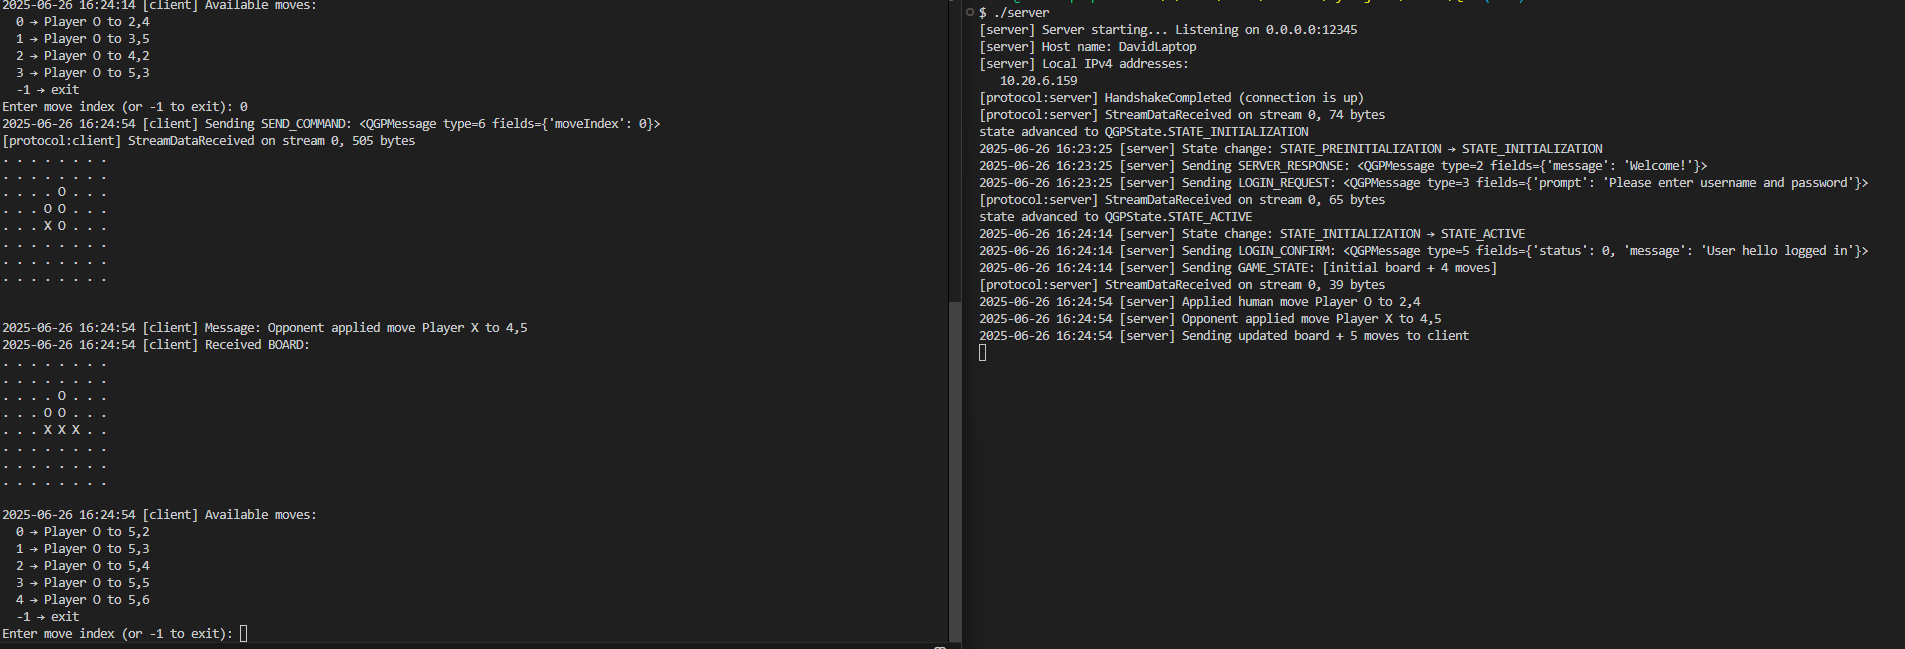 2025-06-26 16:24:14 [client] Available moves:
  0 → Player O to 2,4
  1 → Player O to 3,5
  2 → Player O to 4,2
  3 → Player O to 5,3
  -1 → exit
Enter move index (or -1 to exit): 0
2025-06-26 16:24:54 [client] Sending SEND_COMMAND: <QGPMessage type=6 fields={'moveIndex': 0}>
[protocol:client] StreamDataReceived on stream 0, 505 bytes
. . . . . . . .
. . . . . . . .
. . . . O . . .
. . . O O . . .
. . . X O . . .
. . . . . . . .
. . . . . . . .
. . . . . . . .
2025-06-26 16:24:54 [client] Message: Opponent applied move Player X to 4,5
2025-06-26 16:24:54 [client] Received BOARD:
. . . . . . . .
. . . . . . . .
. . . . O . . .
. . . O O . . .
. . . X X X . .
. . . . . . . .
. . . . . . . .
. . . . . . . .
2025-06-26 16:24:54 [client] Available moves:
  0 → Player O to 5,2
  1 → Player O to 5,3
  2 → Player O to 5,4
  3 → Player O to 5,5
  4 → Player O to 5,6
  -1 → exit
Enter move index (or -1 to exit):
$ ./server
[server] Server starting... Listening on 0.0.0.0:12345
[server] Host name: DavidLaptop
[server] Local IPv4 addresses:
   10.20.6.159
[protocol:server] HandshakeCompleted (connection is up)
[protocol:server] StreamDataReceived on stream 0, 74 bytes
state advanced to QGPState.STATE_INITIALIZATION
2025-06-26 16:23:25 [server] State change: STATE_PREINITIALIZATION → STATE_INITIALIZATION
2025-06-26 16:23:25 [server] Sending SERVER_RESPONSE: <QGPMessage type=2 fields={'message': 'Welcome!'}>
2025-06-26 16:23:25 [server] Sending LOGIN_REQUEST: <QGPMessage type=3 fields={'prompt': 'Please enter username and password'}>
[protocol:server] StreamDataReceived on stream 0, 65 bytes
state advanced to QGPState.STATE_ACTIVE
2025-06-26 16:24:14 [server] State change: STATE_INITIALIZATION → STATE_ACTIVE
2025-06-26 16:24:14 [server] Sending LOGIN_CONFIRM: <QGPMessage type=5 fields={'status': 0, 'message': 'User hello logged in'}>
2025-06-26 16:24:14 [server] Sending GAME_STATE: [initial board + 4 moves]
[protocol:server] StreamDataReceived on stream 0, 39 bytes
2025-06-26 16:24:54 [server] Applied human move Player O to 2,4
2025-06-26 16:24:54 [server] Opponent applied move Player X to 4,5
2025-06-26 16:24:54 [server] Sending updated board + 5 moves to client